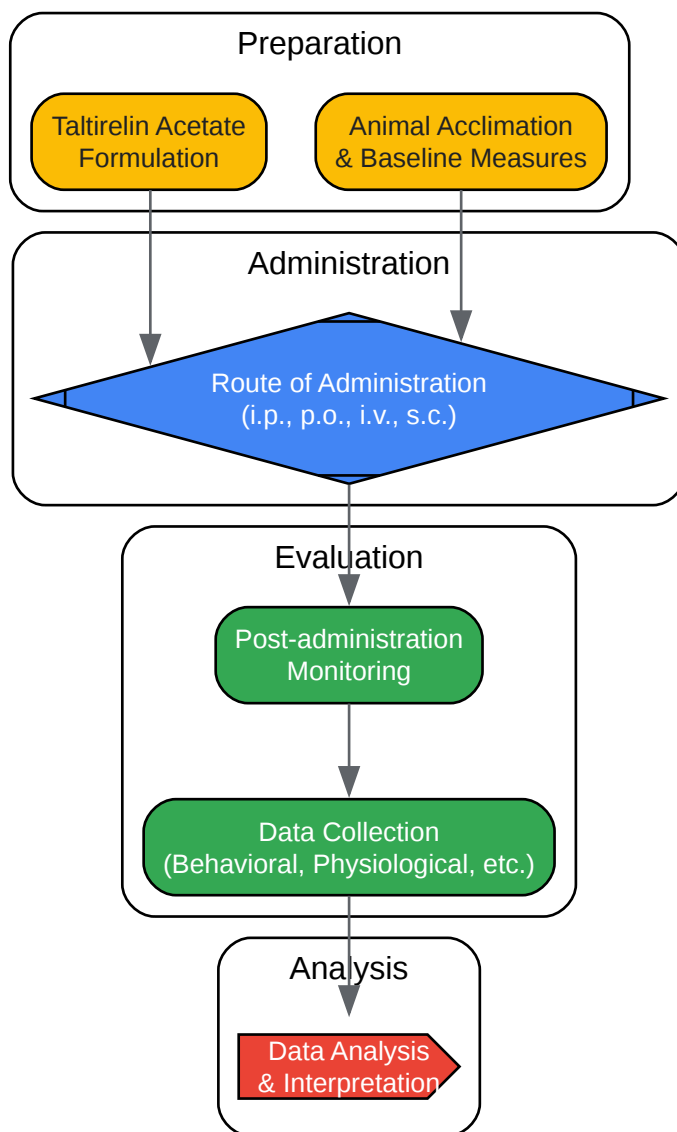 Preparation
Taltirelin Acetate
Formulation
Animal Acclimation
& Baseline Measures
Administration
Route of Administration
(i.p., p.o., i.v., s.c.)
Evaluation
Post-administration
Monitoring
Data Collection
(Behavioral, Physiological, etc.)
Analysis
Data Analysis
& Interpretation